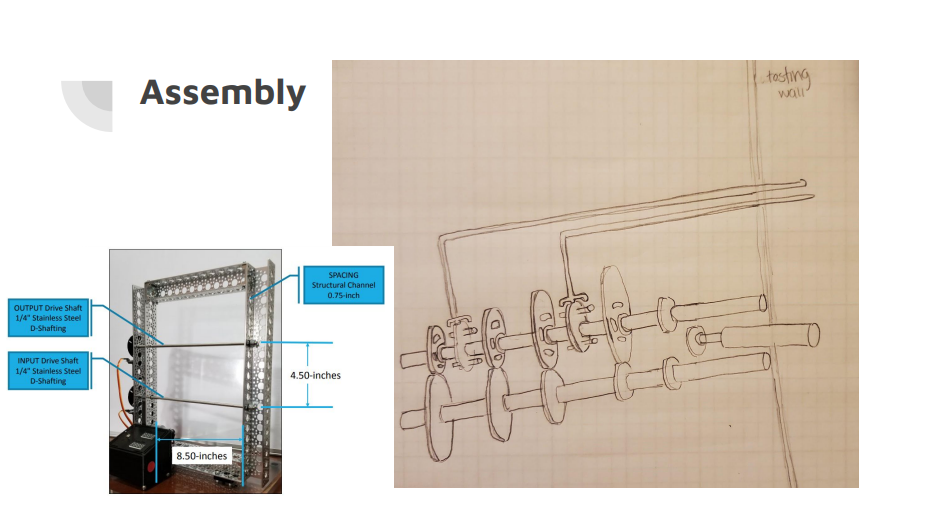 Assembly
testing
wall
SPACING
Structural Channel
0.75-inch
OUTPUT Drive Shaft
1/4" Stainless Steel
D-Shafting
INPUT Drive Shaft
1/4" Stainless Steel
D-Shafting
4.50-inches
8.50-inches